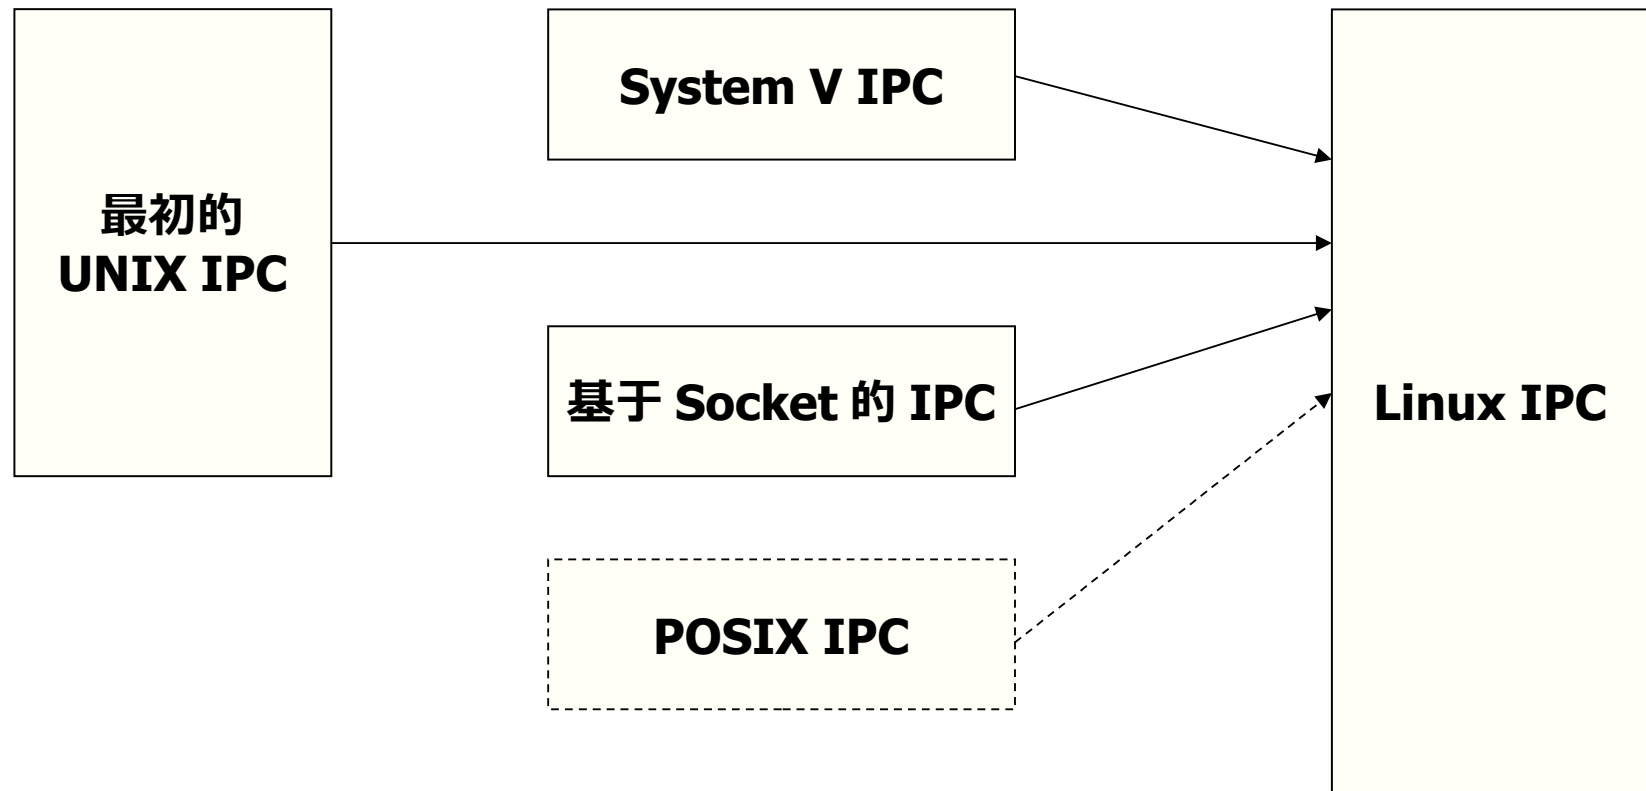 System V IPC
最初的
UNIX IPC
基于 Socket 的 IPC
Linux IPC
POSIX IPC